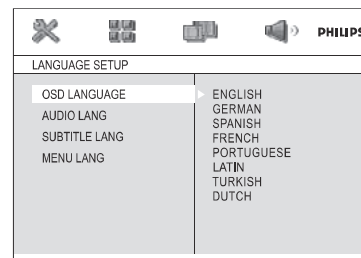 PHILIPS
LANGUAGE SETUP
OSD LANGUAGE
AUDIO LANG
SUBTITLE LANG
MENU LANG
ENGLISH
GERMAN
SPANISH
FRENCH
PORTUGUESE
LATIN
TURKISH
DUTCH